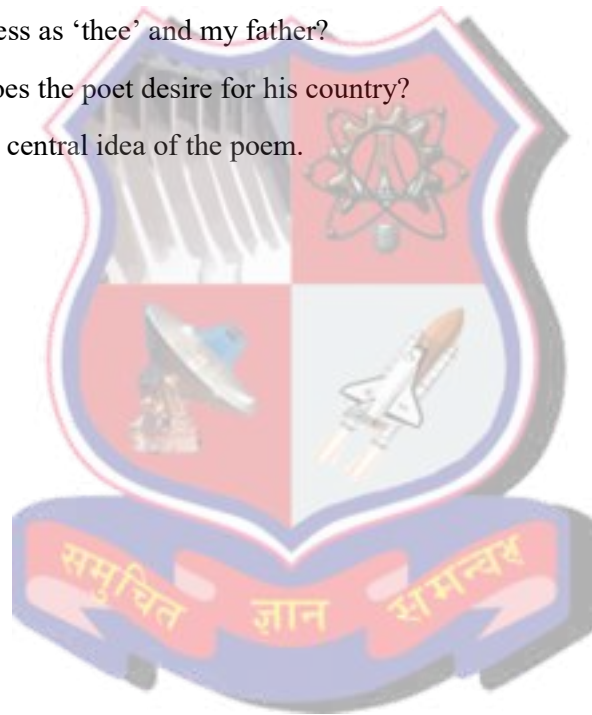 ess as ‘thee’ and my father?
oes the poet desire for his country?
central idea of the poem.
समुचित ज्ञान समन्वय